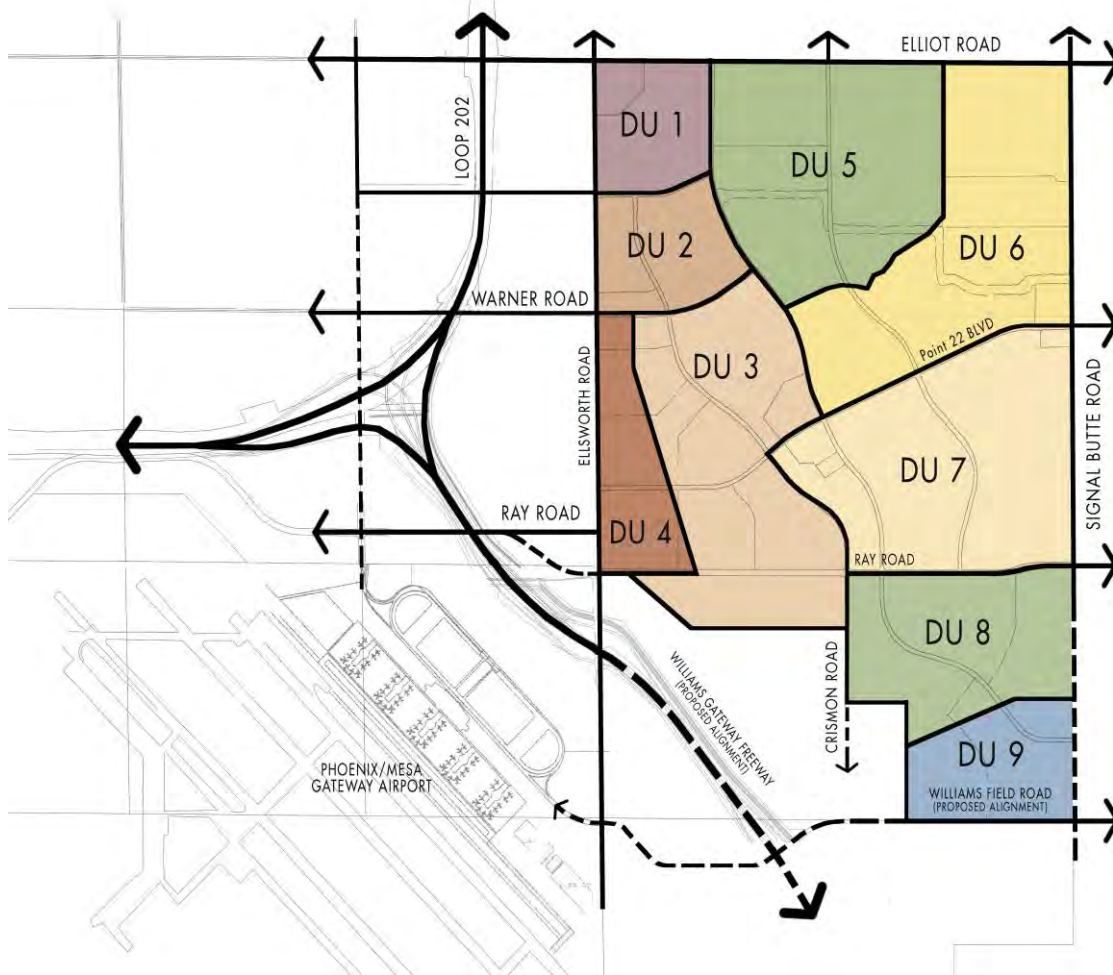 ELLIOT ROAD
LOOP 202
DU 1
DU 5
DU 2
DU 6
WARNER ROAD
Point 22 BLVD
DU 3
ELLSWORTH ROAD
SIGNAL BUTTE ROAD
DU 7
RAY ROAD
DU 4
RAY ROAD
DU 8
WILLIAMS GATEWAY FREEWAY
(PROPOSED ALIGNMENT)
CRISMON ROAD
PHOENIX/MESA
GATEWAY AIRPORT
DU 9
WILLIAMS FIELD ROAD
(PROPOSED ALIGNMENT)